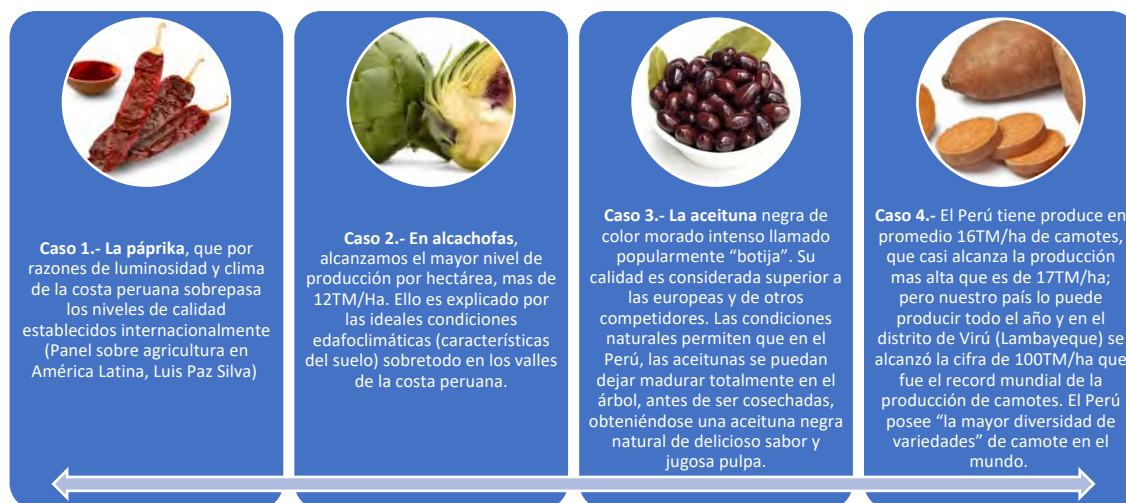 Caso 1.- La páprika, que por
razones de luminosidad y clima
de la costa peruana sobrepasa
los niveles de calidad
establecidos internacionalmente
(Panel sobre agricultura en
América Latina, Luis Paz Silva)
Caso 2.- En alcachofas,
alcanzamos el mayor nivel de
producción por hectárea, mas de
12TM/Ha. Ello es explicado por
las ideales condiciones
edafoclimáticas (características
del suelo) sobretodo en los valles
de la costa peruana.
Caso 3.- La aceituna negra de
color morado intenso llamado
popularmente “botija”. Su
calidad es considerada superior a
las europeas y de otros
competidores. Las condiciones
naturales permiten que en el
Perú, las aceitunas se puedan
dejar madurar totalmente en el
árbol, antes de ser cosechadas,
obteniéndose una aceituna negra
natural de delicioso sabor y
jugosa pulpa.
Caso 4.- El Perú tiene produce en
promedio 16TM/ha de camotes,
que casi alcanza la producción
mas alta que es de 17TM/ha;
pero nuestro país lo puede
producir todo el año y en el
distrito de Virú (Lambayeque) se
alcanzó la cifra de 100TM/ha que
fue el record mundial de la
producción de camotes. El Perú
posee “la mayor diversidad de
variedades” de camote en el
mundo.